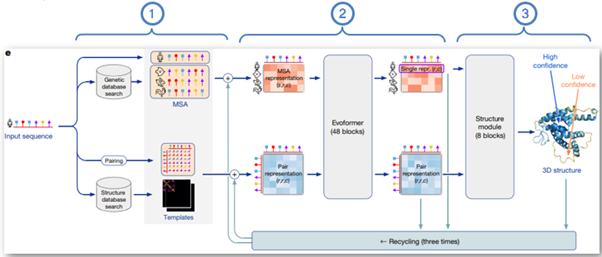 1
2
3
e
Input sequence
Genetic
database
search
MSA
Pairing
Structure
database
search
Templates
+
+
MSA
representation
(s,r,c)
Pair
representation
(r,r,c)
Evoformer
(48 blocks)
Single repr. (r,c)
Pair
representation
(r,r,c)
Structure
module
(8 blocks)
High
confidence
Low
confidence
3D structure
← Recycling (three times)